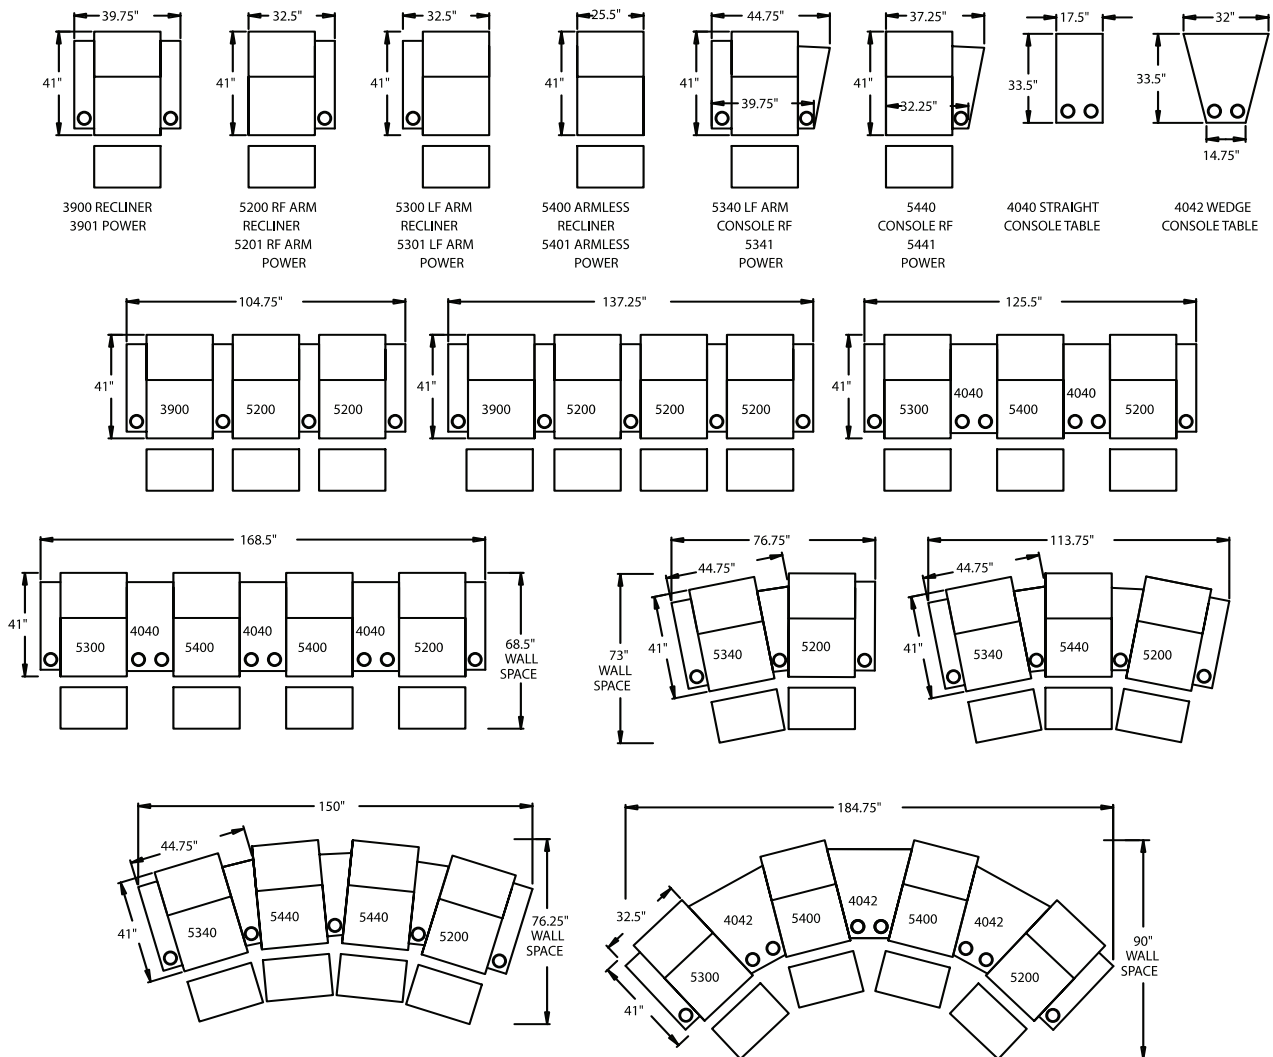 39.75"
32.5"
32.5"
25.5"
44.75"
37.25"
17.5"
32"
41"
41"
41"
41"
41"
39.75"
41"
32.25"
33.5"
33.5"
14.75"
3900 RECLINER
3901 POWER
5200 RF ARM
RECLINER
5201 RF ARM
POWER
5300 LF ARM
RECLINER
5301 LF ARM
POWER
5400 ARMLESS
RECLINER
5401 ARMLESS
POWER
5340 LF ARM
CONSOLE RF
5341
POWER
5440
CONSOLE RF
5441
POWER
4040 STRAIGHT
CONSOLE TABLE
4042 WEDGE
CONSOLE TABLE
104.75"
41"
3900
5200
5200
137.25"
41"
3900
5200
5200
5200
125.5"
41"
5300
4040
5400
4040
5200
168.5"
41"
5300
4040
5400
4040
5400
4040
5200
68.5"
WALL
SPACE
76.75"
44.75"
41"
73"
WALL
SPACE
5340
5200
113.75"
44.75"
41"
5340
5440
5200
150"
44.75"
41"
5340
5440
5440
5200
76.25"
WALL
SPACE
184.75"
32.5"
41"
5300
4042
5400
4042
5400
4042
5200
90"
WALL
SPACE